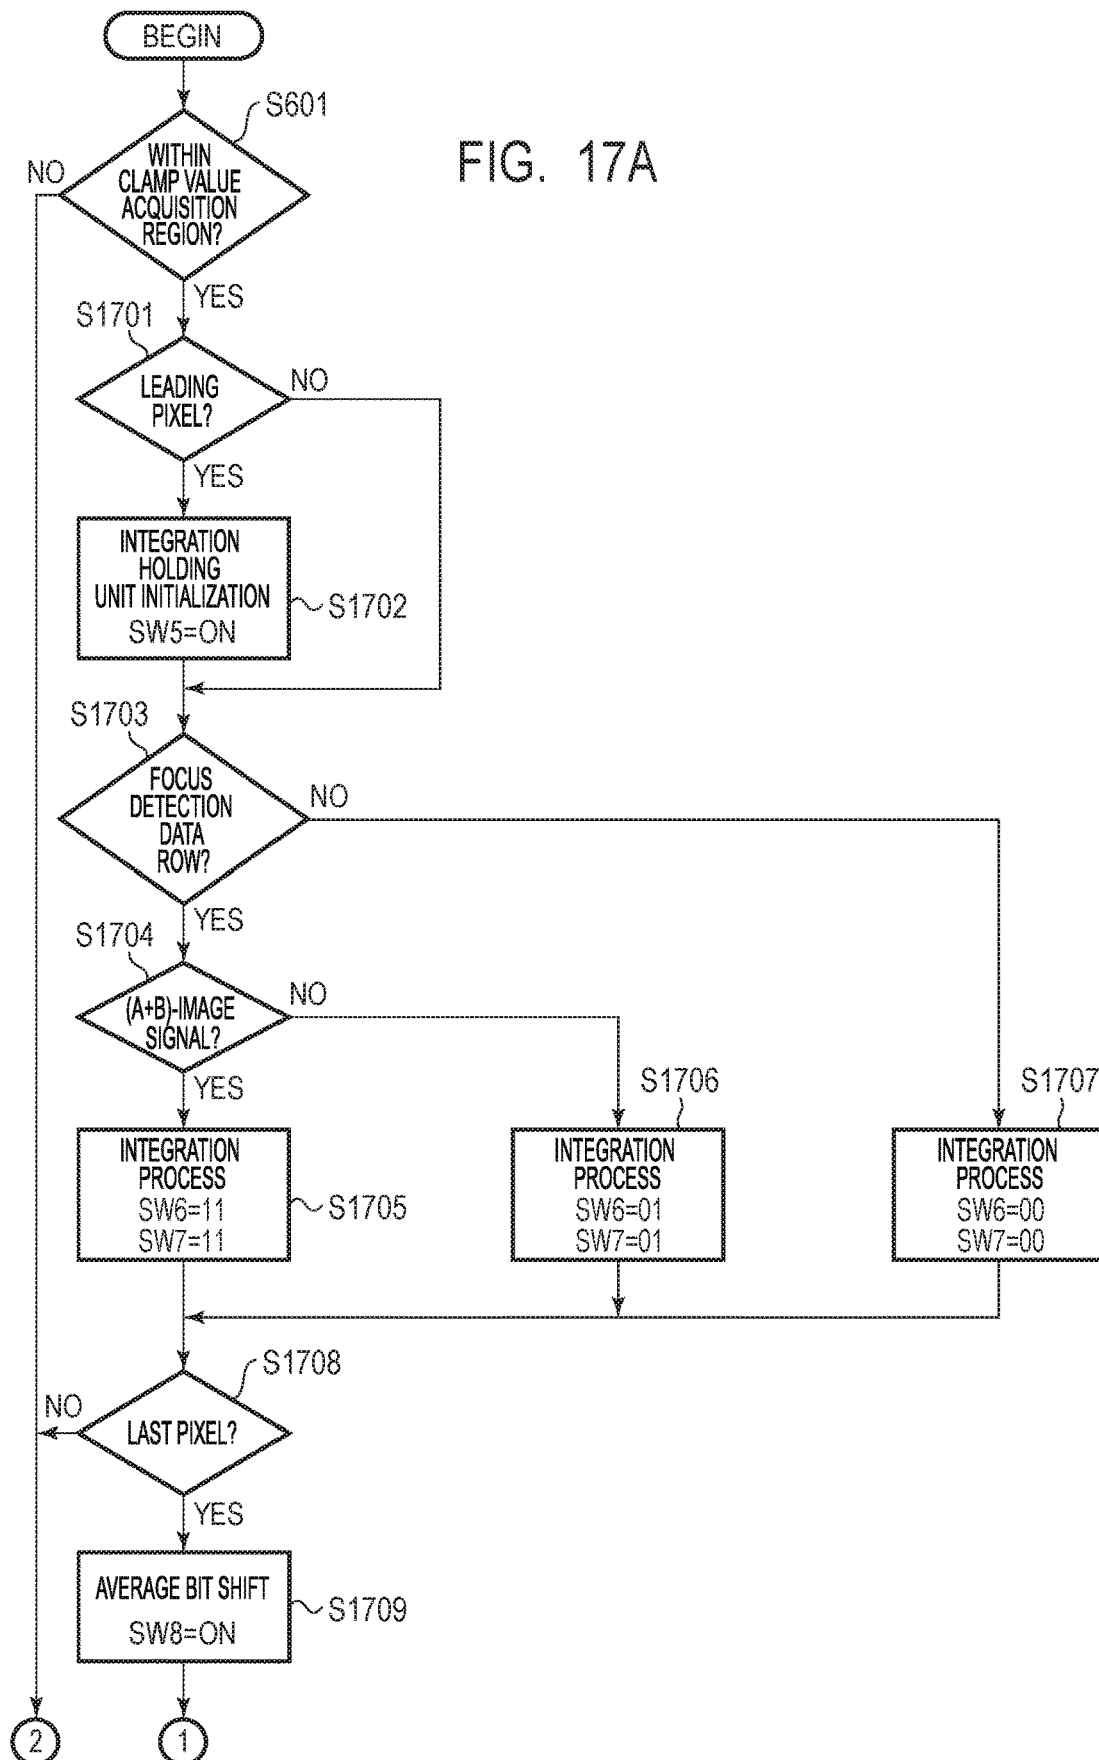 BEGIN
S601
FIG. 17A
NO
WITHIN
CLAMP VALUE
ACQUISITION
REGION?
YES
S1701
LEADING
PIXEL?
NO
YES
INTEGRATION
HOLDING
UNIT INITIALIZATION
SW5=ON
S1702
S1703
FOCUS
DETECTION
DATA
ROW?
NO
YES
S1704
(A+B)-IMAGE
SIGNAL?
NO
YES
S1706
S1707
INTEGRATION
PROCESS
SW6=11
SW7=11
S1705
INTEGRATION
PROCESS
SW6=01
SW7=01
INTEGRATION
PROCESS
SW6=00
SW7=00
S1708
NO
LAST PIXEL?
YES
AVERAGE BIT SHIFT
SW8=ON
S1709
2
1